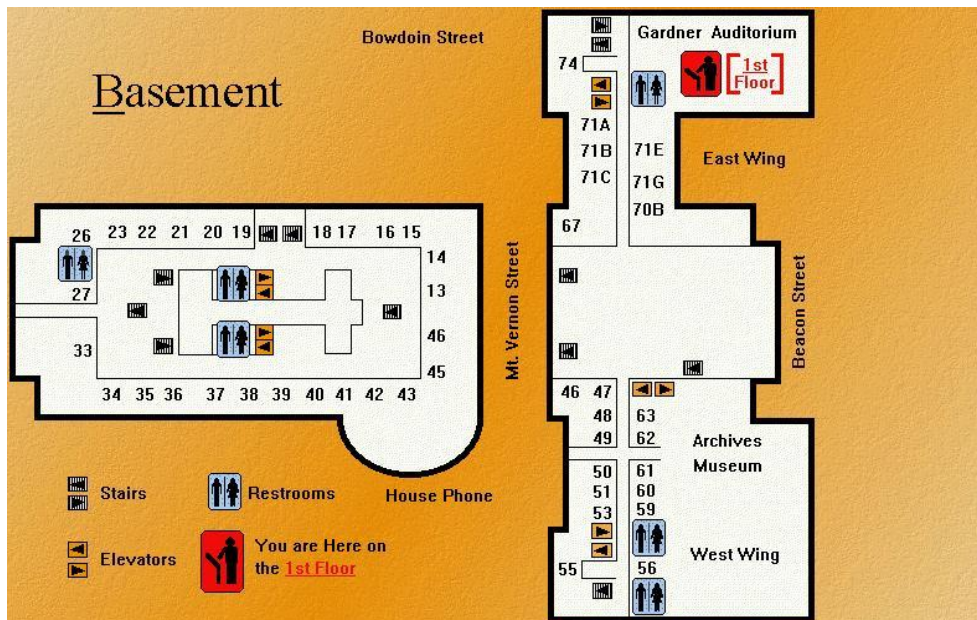 Bowdoin Street
Gardner Auditorium
1st
Floor
Basement
74
71A
71B
71C
71E
71G
70B
East Wing
67
26
23 22 21 20 19 18 17 16 15
14
27
13
33
46
45
34 35 36 37 38 39 40 41 42 43
Mt. Vernon Street
Beacon Street
46 47
48
49
63
62
Archives
Museum
50
51
53
61
60
59
55
56
West Wing
Stairs
Restrooms
House Phone
Elevators
You are Here on
the 1st Floor